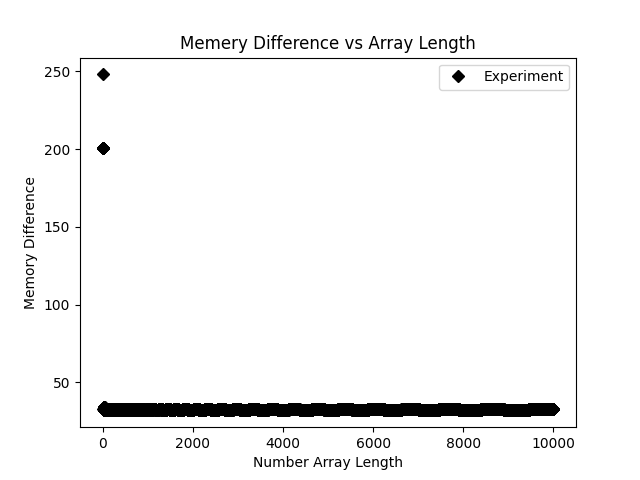 Memery Difference vs Array Length
Experiment
250
200
150
100
50
Memory Difference
0 2000 4000 6000 8000 10000
Number Array Length